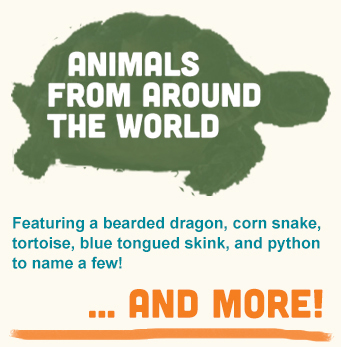 ANIMALS
FROM AROUND
THE WORLD
Featuring a bearded dragon, corn snake,
tortoise, blue tongued skink, and python
to name a few!
... AND MORE!